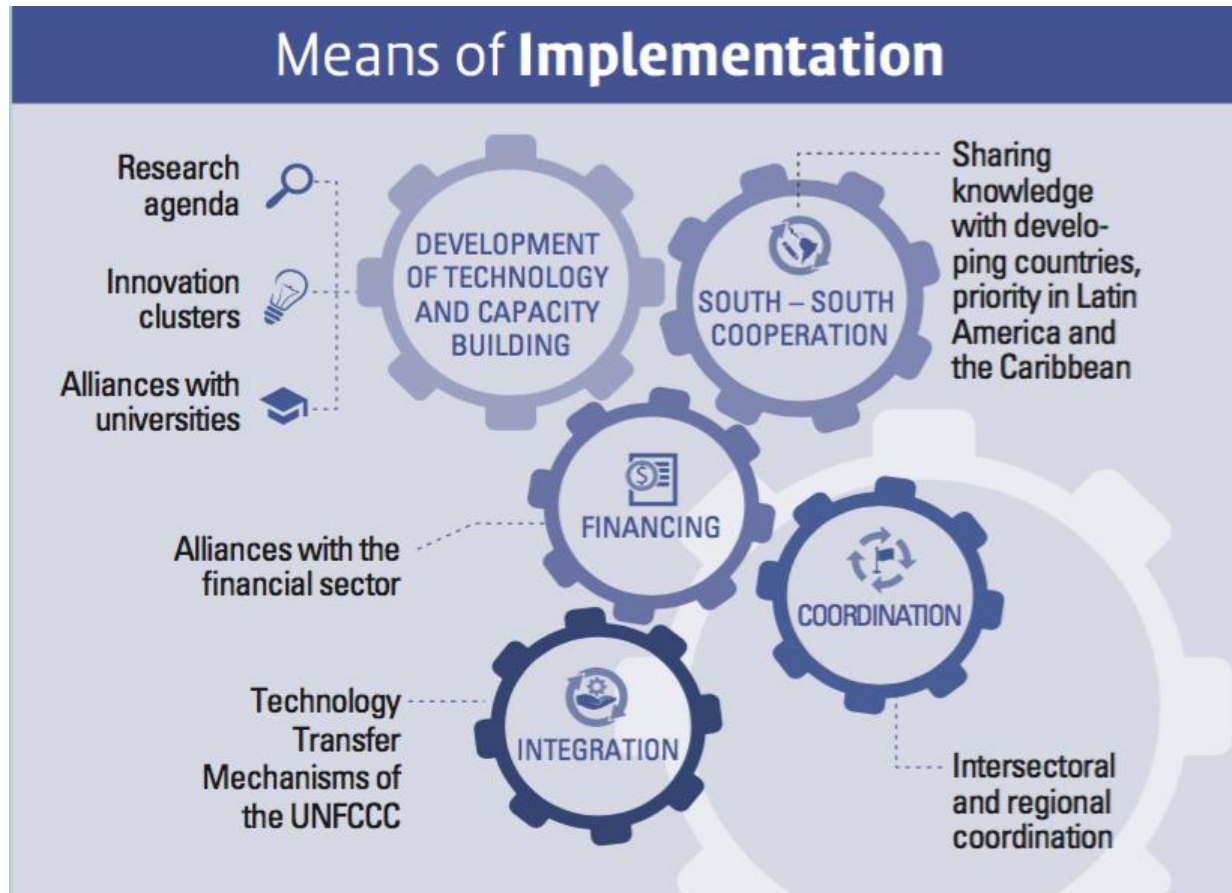 Means of Implementation
Research
agenda
Innovation
clusters
Alliances with
universities
DEVELOPMENT
OF TECHNOLOGY
AND CAPACITY
BUILDING
SOUTH – SOUTH
COOPERATION
Sharing
knowledge
with develo-
ping countries,
priority in Latin
America and
the Caribbean
Alliances with the
financial sector
$
FINANCING
COORDINATION
Technology
Transfer
Mechanisms of
the UNFCCC
INTEGRATION
Intersectoral
and regional
coordination